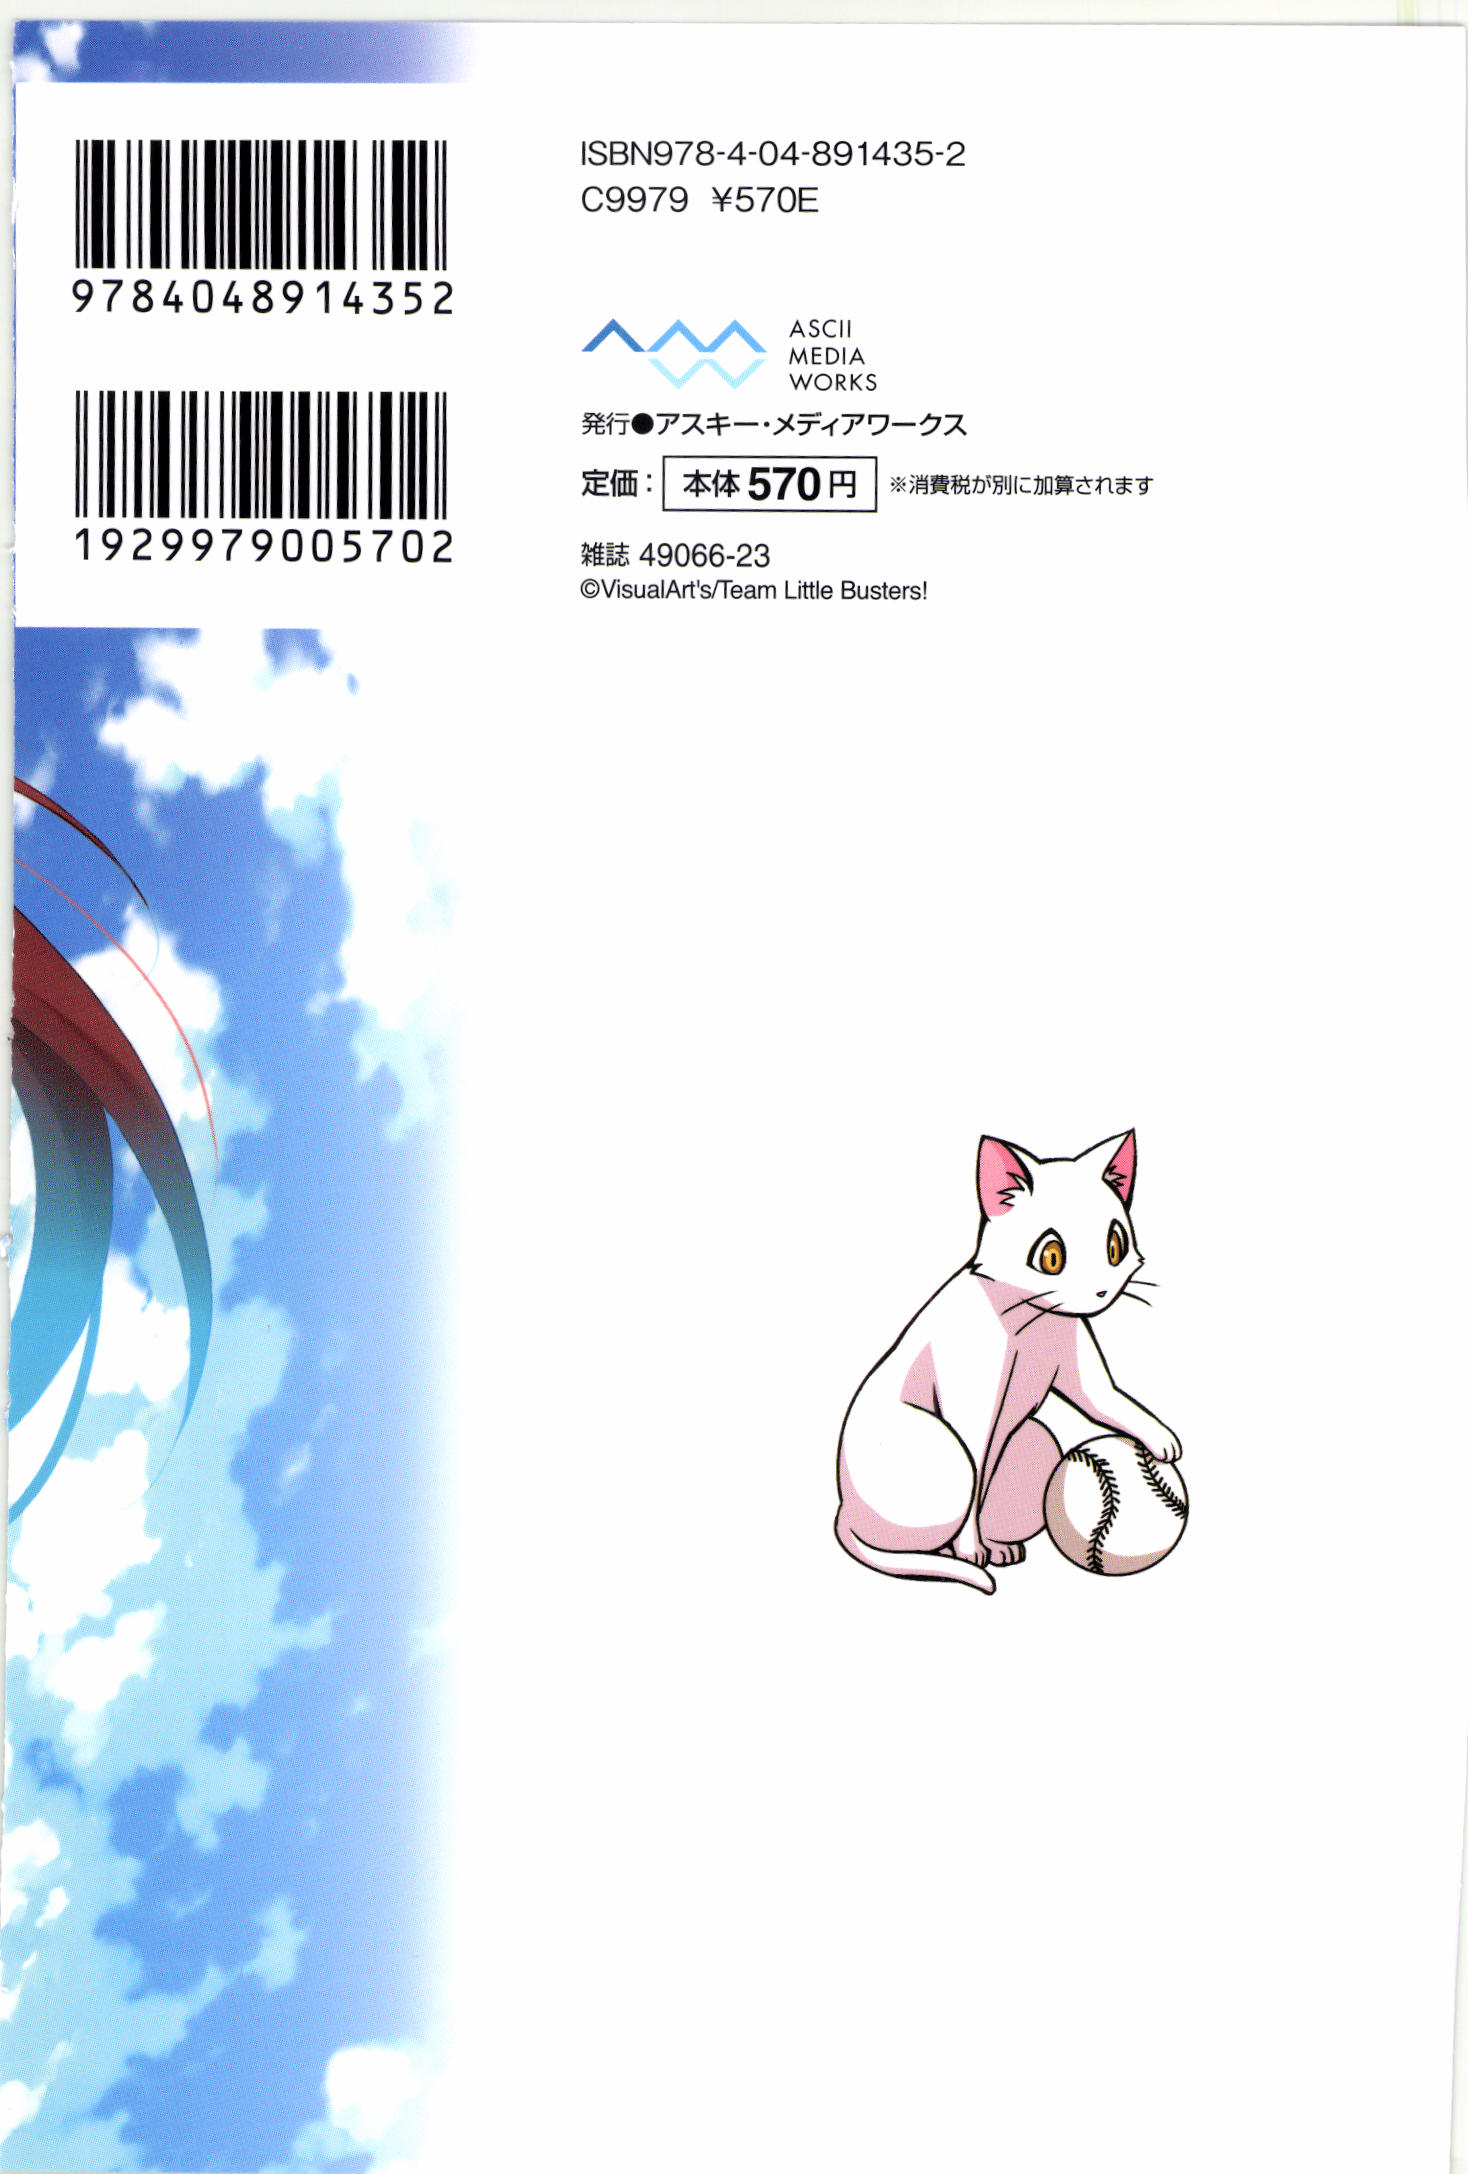 ISBN978-4-04-891435-2
C9979 ¥570E
9784048914352
1929979005702
ASCII
MEDIA
WORKS
発行●アスキー・メディアワークス
定価： 本体570円 ※消費税が別に加算されます
雑誌 49066-23
©VisualArt's/Team Little Busters!